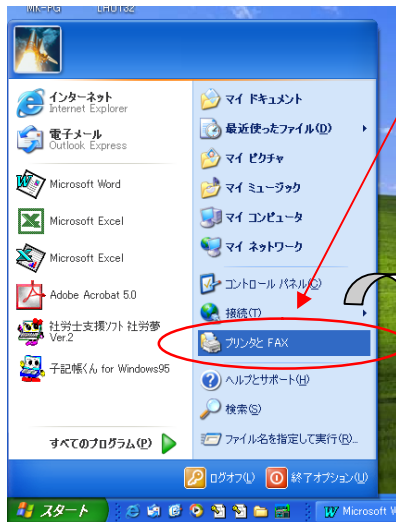 MK-PG
LHU132
インターネット
Internet Explorer
電子メール
Outlook Express
Microsoft Word
Microsoft Excel
Microsoft Excel
Adobe Acrobat 5.0
社労士支援ソフト 社労夢
Ver.2
子記帳くん for Windows95
すべてのプログラム(P)
マイ ドキュメント
最近使ったファイル(D)
マイ ピクチャ
マイ ミュージック
マイ コンピュータ
マイ ネットワーク
コントロール パネル(C)
接続(T)
プリンタと FAX
ヘルプとサポート(H)
検索(S)
ファイル名を指定して実行(R)...
ログオフ(L)
終了オプション(U)
スタート
Microsoft W